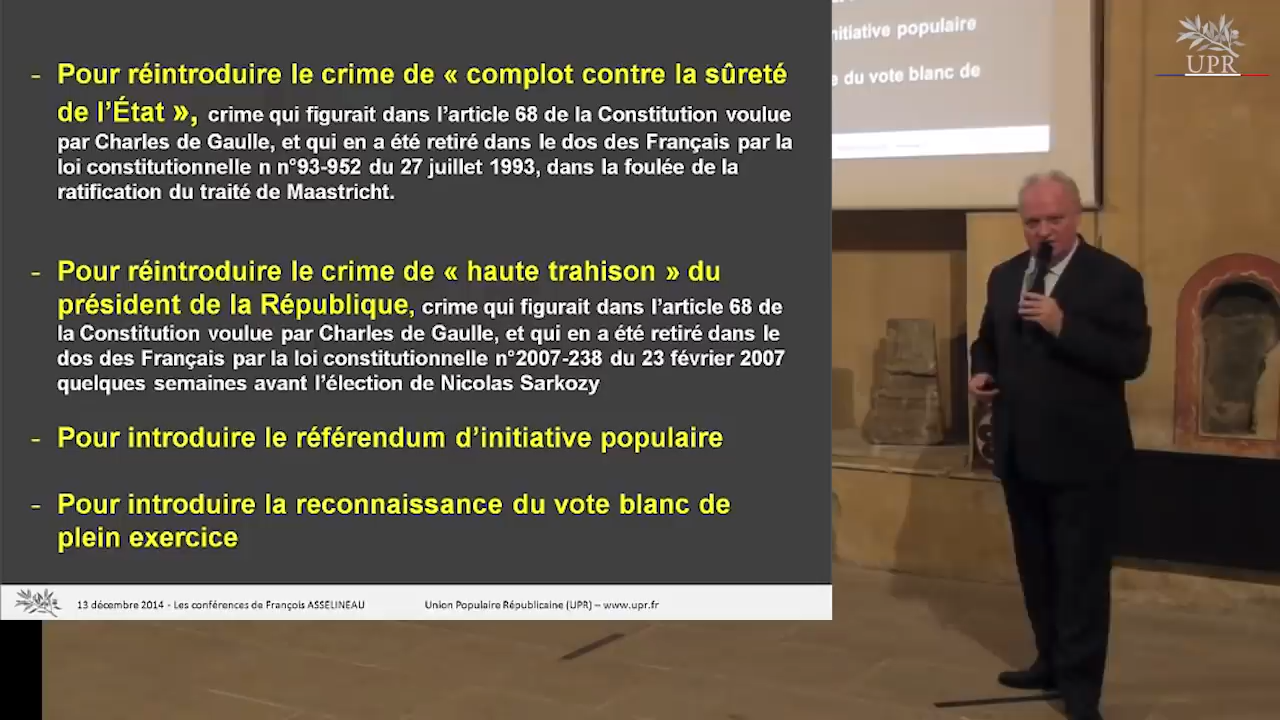 - Pour réintroduire le crime de « complot contre la sûreté
de l'État », crime qui figurait dans l'article 68 de la Constitution voulue
par Charles de Gaulle, et qui en a été retiré dans le dos des Français par la
loi constitutionnelle n n°93-952 du 27 juillet 1993, dans la foulée de la
ratification du traité de Maastricht.
- Pour réintroduire le crime de « haute trahison » du
président de la République, crime qui figurait dans l'article 68 de
la Constitution voulue par Charles de Gaulle, et qui en a été retiré dans le
dos des Français par la loi constitutionnelle n°2007-238 du 23 février 2007
quelques semaines avant l'élection de Nicolas Sarkozy
- Pour introduire le référendum d'initiative populaire
- Pour introduire la reconnaissance du vote blanc de
plein exercice
13 décembre 2014 - Les conférences de François ASSELINEAU Union Populaire Républicaine (UPR) – www.upr.fr
populaire
du vote blanc de
UPR